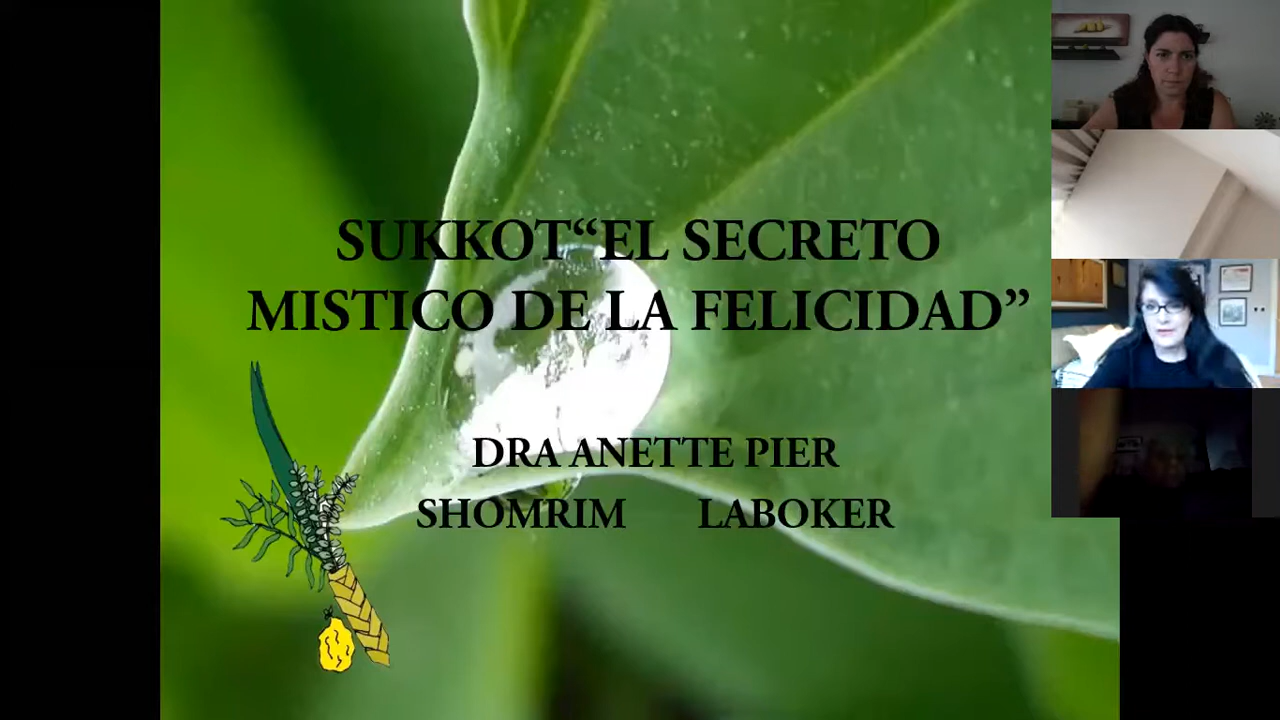 SUKKOT“EL SECRETO
MISTICO DE LA FELICIDAD”
DRA ANETTE PIER
SHOMRIM LABOKER